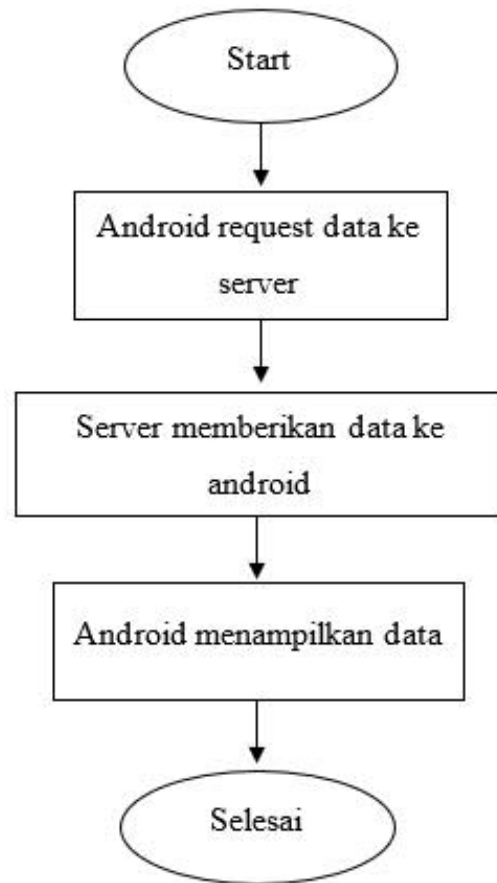 Start
Android request data ke
server
Server memberikan data ke
android
Android menampilkan data
Selesai